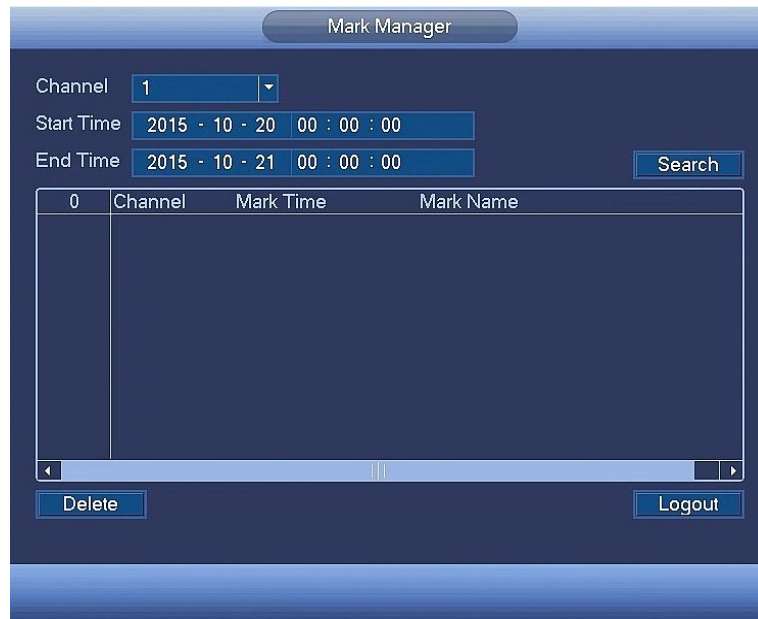 Mark Manager
Channel 1
Start Time 2015 - 10 - 20 00 : 00 : 00
End Time 2015 - 10 - 21 00 : 00 : 00
Search
0 Channel Mark Time Mark Name
Delete Logout